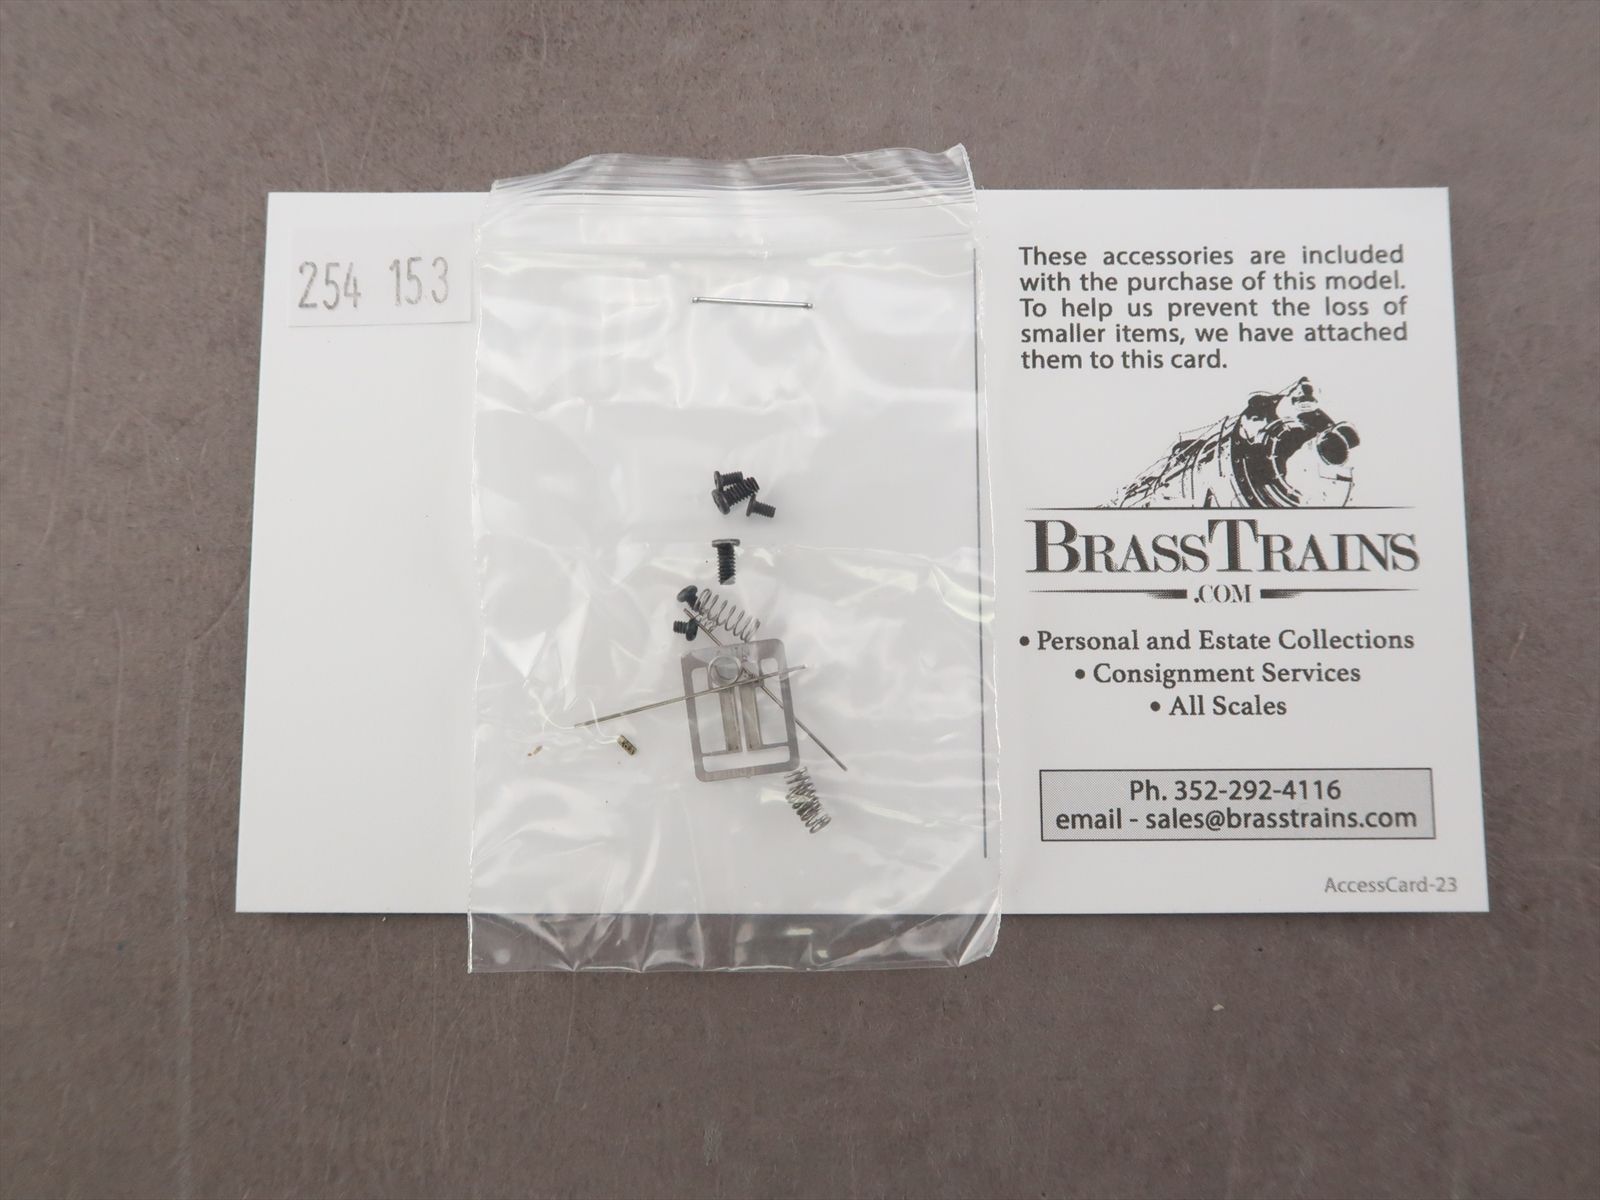 254 153
These accessories are included
with the purchase of this model.
To help us prevent the loss of
smaller items, we have attached
them to this card.
BRASSTRAINS
.COM
• Personal and Estate Collections
• Consignment Services
• All Scales
Ph. 352-292-4116
email - sales@brasstrains.com
AccessCard-23